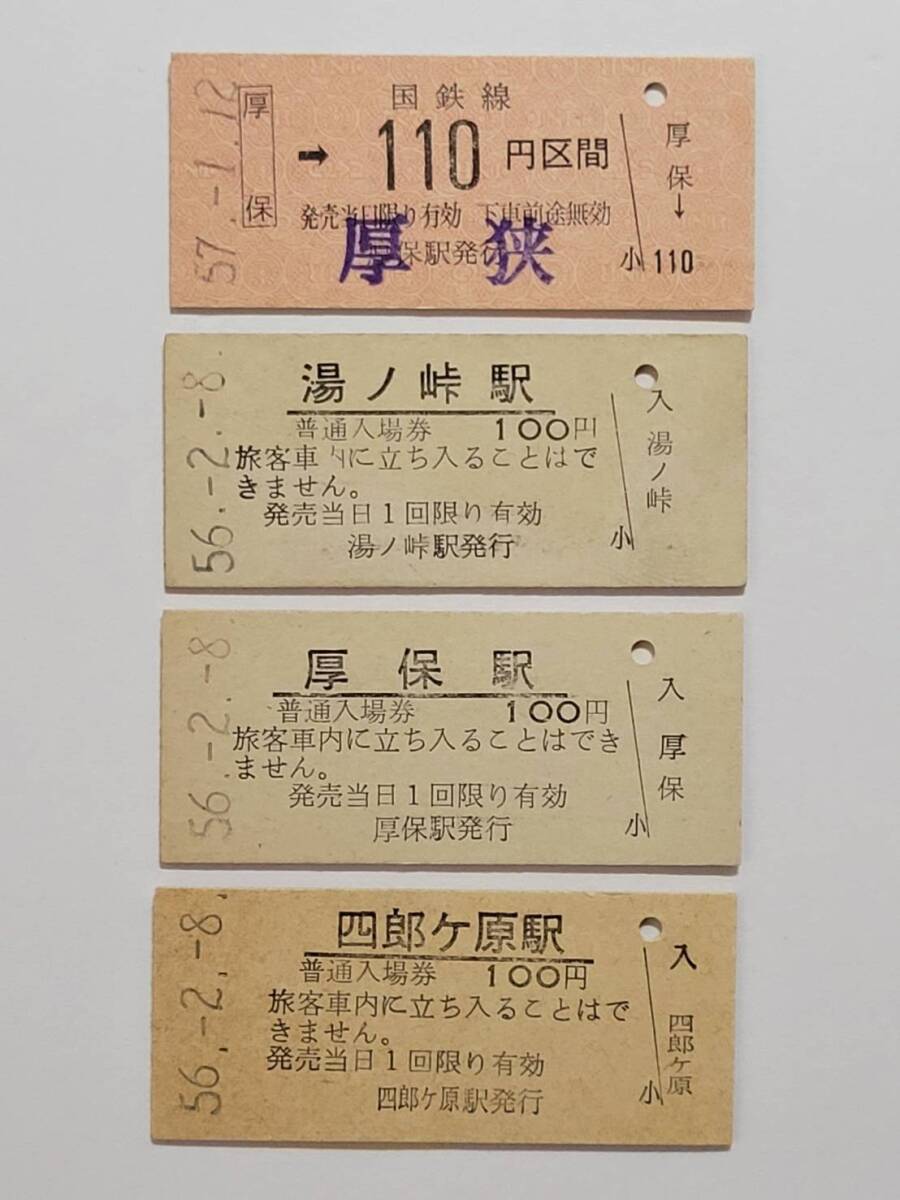 57.-1.12
厚保
国鉄線
➡ 110円区間
発売当日限り有効 下車前途無効
厚保駅発行
厚狭
厚保→
小 110
56.-2.-8.
湯ノ峠駅
普通入場券 100円
旅客車内に立ち入ることはで
きません。
発売当日1回限り有効
湯ノ峠駅発行
入
湯ノ峠
小
56.-2.-8.
厚保駅
普通入場券 100円
旅客車内に立ち入ることはでき
ません。
発売当日1回限り有効
厚保駅発行
入
厚保
小
56.-2.-8.
四郎ケ原駅
普通入場券 100円
旅客車内に立ち入ることはで
きません。
発売当日1回限り有効
四郎ケ原駅発行
入
四郎ケ原
小